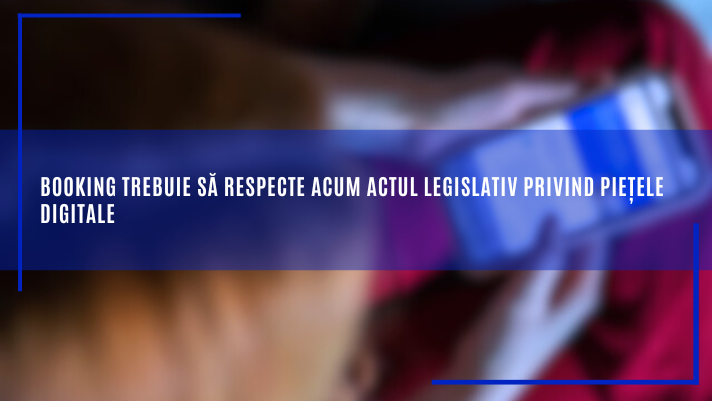 BOOKING TREBUIE SĂ RESPECTE ACUM ACTUL LEGISLATIV PRIVIND PIEȚELE
DIGITALE